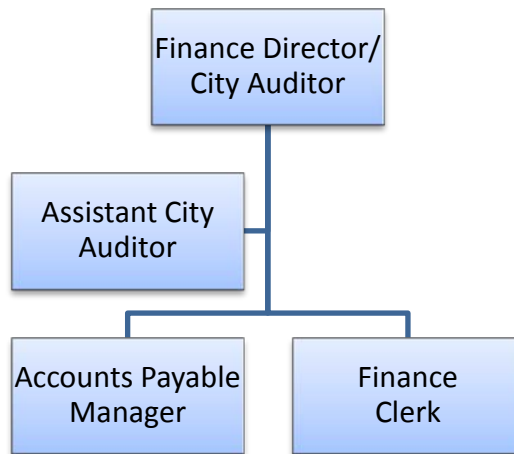 Finance Director/
City Auditor
Assistant City
Auditor
Accounts Payable
Manager
Finance
Clerk